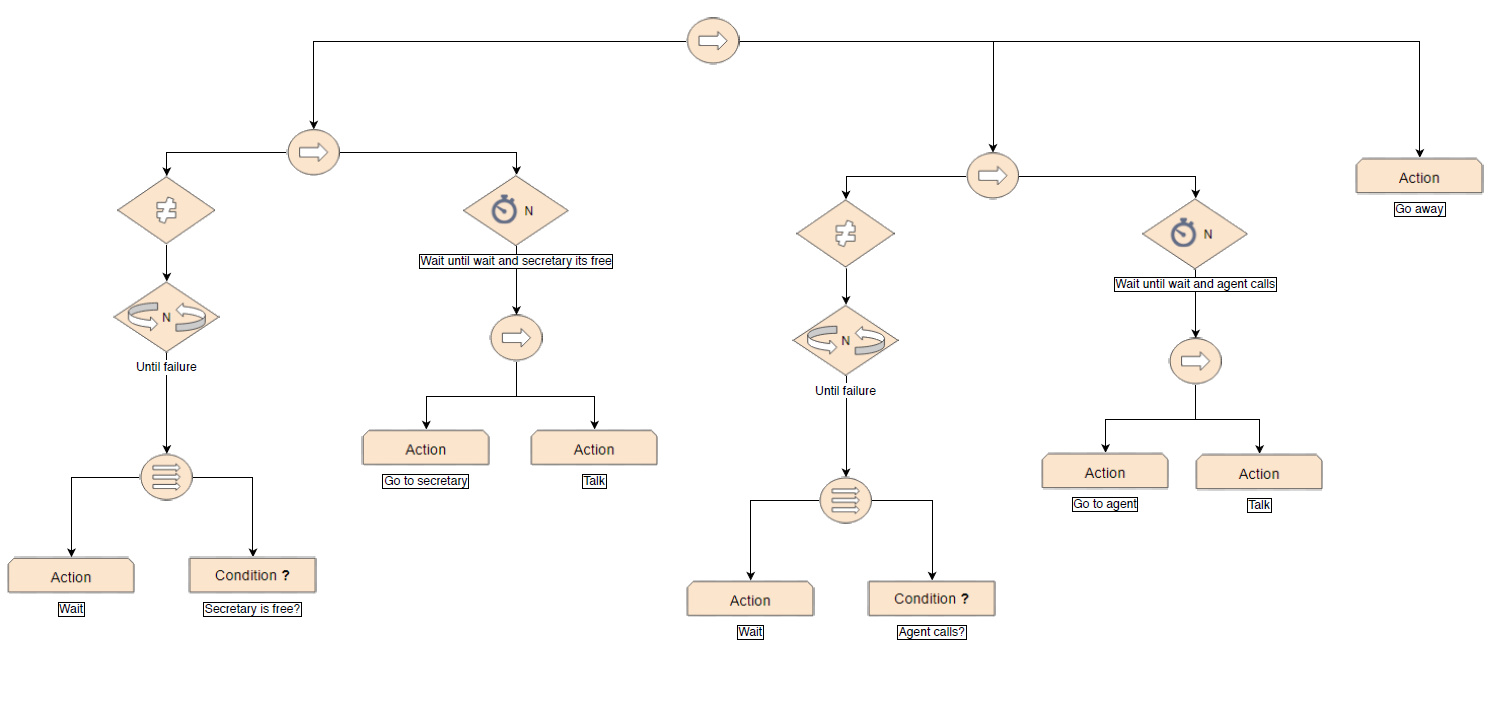 Action
Go away
N
Wait until wait and secretary its free
N
Wait until wait and agent calls
N
Until failure
N
Until failure
Action
Go to secretary
Action
Talk
Action
Go to agent
Action
Talk
Action
Wait
Condition ?
Secretary is free?
Action
Wait
Condition ?
Agent calls?